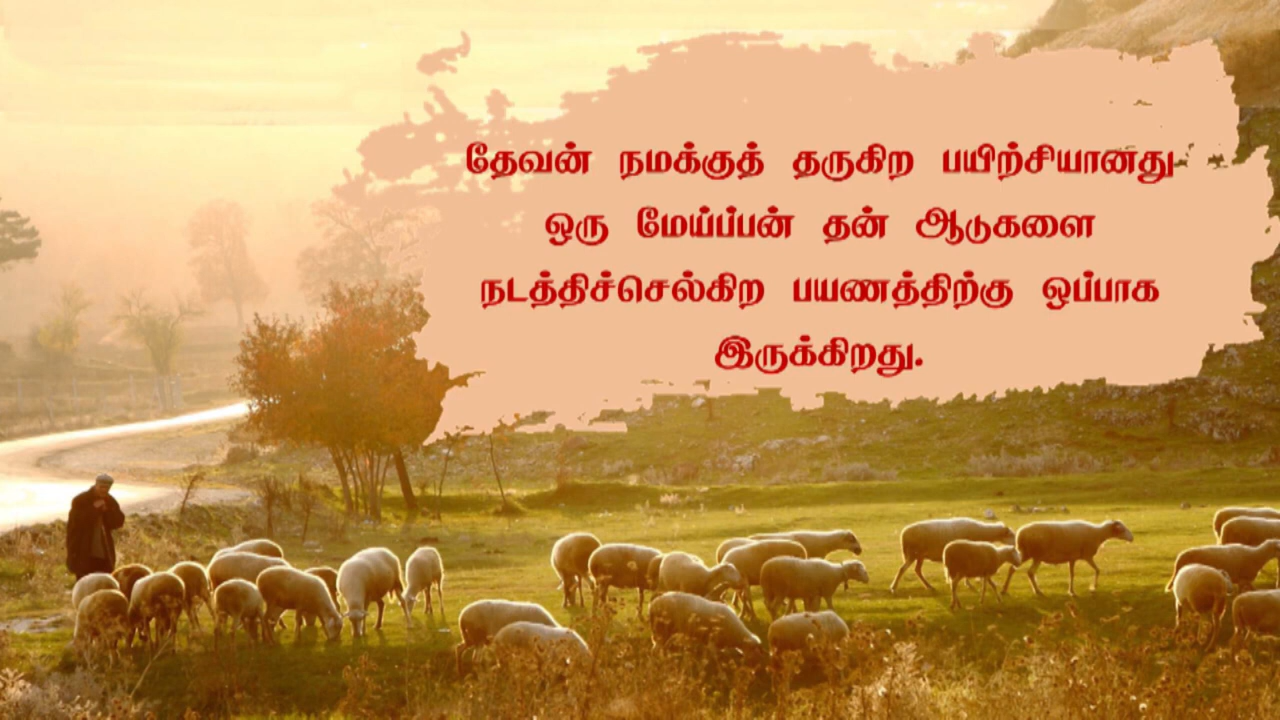 தேவன் நமக்குத் தருகிற பயிற்சியானது
ஒரு மேய்ப்பன் தன் ஆடுகளை
நடத்திச்செல்கிற பயணத்திற்கு ஒப்பாக
இருக்கிறது.